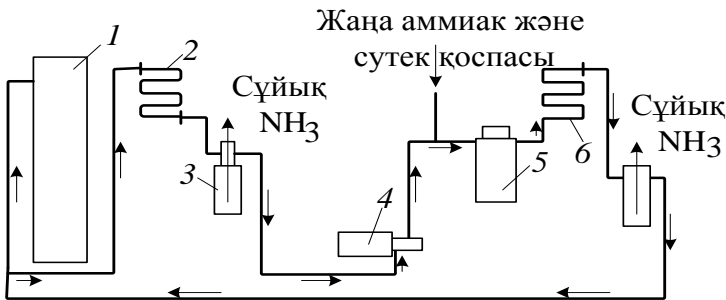 1
2
Жаңа аммиак және
сутек қоспасы
Сұйық
NH3
3
4
5
6
Сұйық
NH3